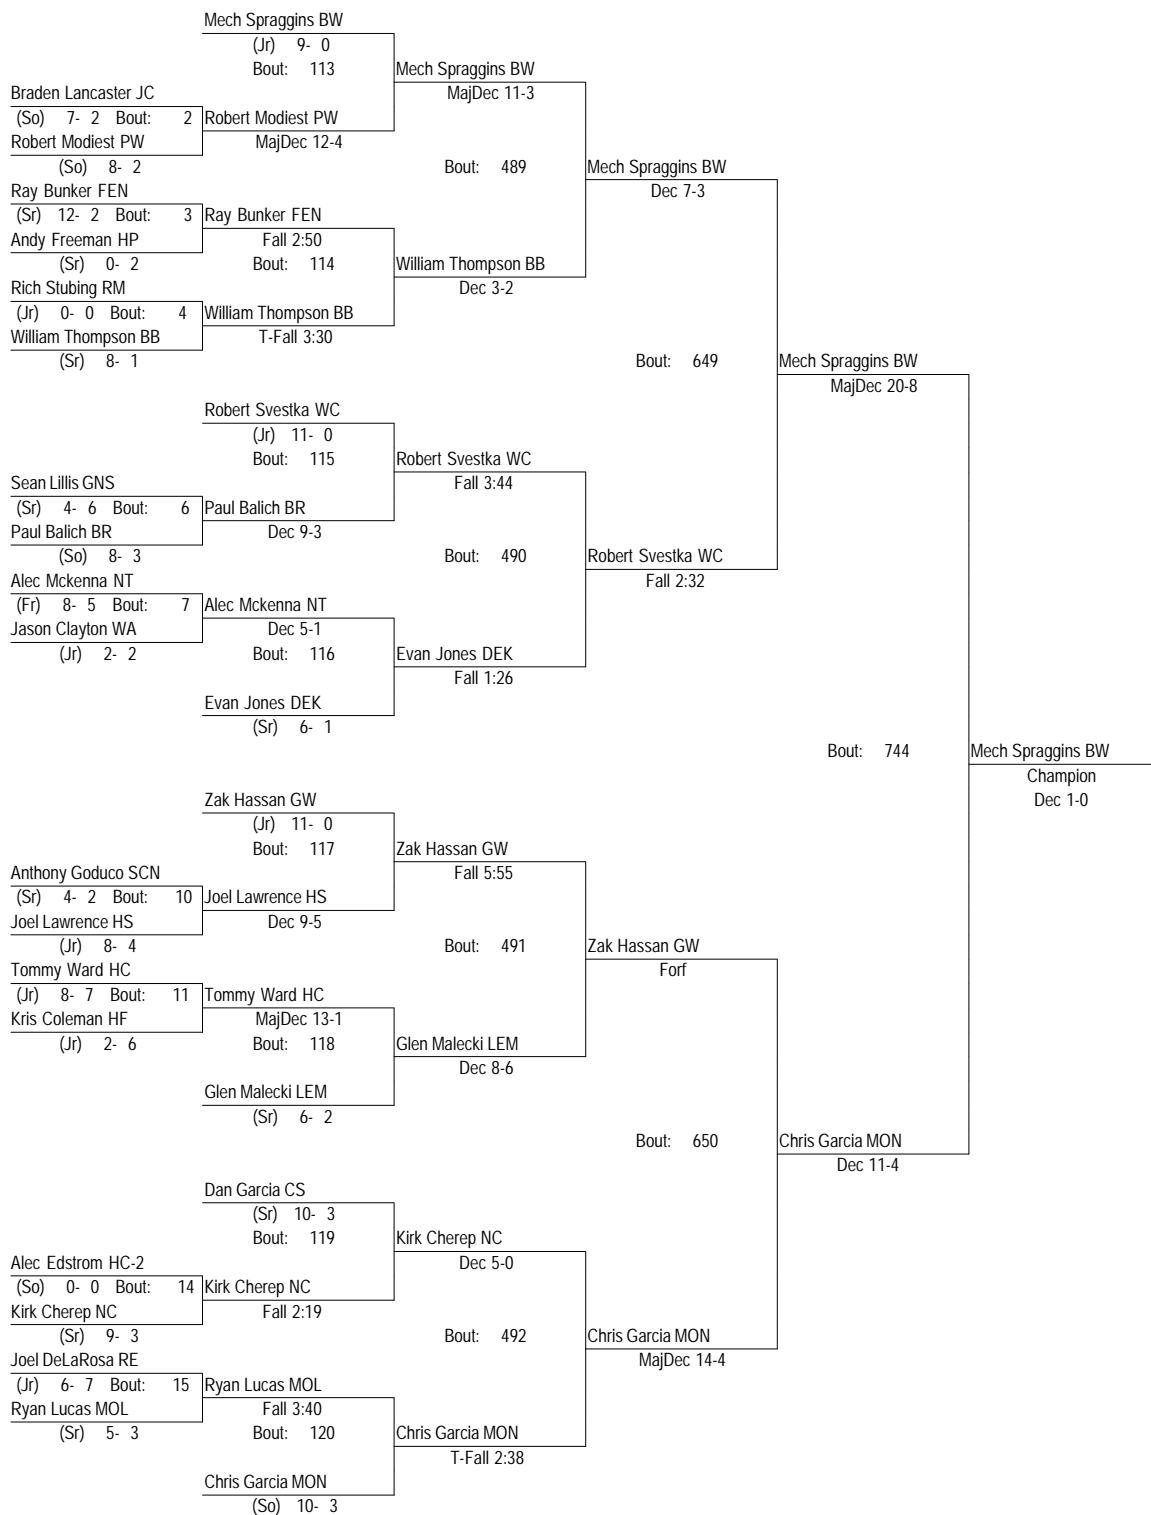 Mech Spraggins BW
(Jr) 9- 0
Bout: 113
Mech Spraggins BW
MajDec 11-3
Braden Lancaster JC
(So) 7- 2 Bout: 2
Robert Modiest PW
MajDec 12-4
Robert Modiest PW
(So) 8- 2
Bout: 489
Mech Spraggins BW
Dec 7-3
Ray Bunker FEN
(Sr) 12- 2 Bout: 3
Ray Bunker FEN
Fall 2:50
Andy Freeman HP
(Sr) 0- 2
Bout: 114
William Thompson BB
Dec 3-2
Rich Stubing RM
(Jr) 0- 0 Bout: 4
William Thompson BB
T-Fall 3:30
William Thompson BB
(Sr) 8- 1
Bout: 649
Mech Spraggins BW
MajDec 20-8
Robert Svestka WC
(Jr) 11- 0
Bout: 115
Robert Svestka WC
Fall 3:44
Sean Lillis GNS
(Sr) 4- 6 Bout: 6
Paul Balich BR
Dec 9-3
Paul Balich BR
(So) 8- 3
Bout: 490
Robert Svestka WC
Fall 2:32
Alec Mckenna NT
(Fr) 8- 5 Bout: 7
Alec Mckenna NT
Dec 5-1
Jason Clayton WA
(Jr) 2- 2
Bout: 116
Evan Jones DEK
Fall 1:26
Evan Jones DEK
(Sr) 6- 1
Bout: 744
Mech Spraggins BW
Champion
Dec 1-0
Zak Hassan GW
(Jr) 11- 0
Bout: 117
Zak Hassan GW
Fall 5:55
Anthony Goduco SCN
(Sr) 4- 2 Bout: 10
Joel Lawrence HS
Dec 9-5
Joel Lawrence HS
(Jr) 8- 4
Bout: 491
Zak Hassan GW
Forf
Tommy Ward HC
(Jr) 8- 7 Bout: 11
Tommy Ward HC
MajDec 13-1
Kris Coleman HF
(Jr) 2- 6
Bout: 118
Glen Malecki LEM
Dec 8-6
Glen Malecki LEM
(Sr) 6- 2
Bout: 650
Chris Garcia MON
Dec 11-4
Dan Garcia CS
(Sr) 10- 3
Bout: 119
Kirk Cherep NC
Dec 5-0
Alec Edstrom HC-2
(So) 0- 0 Bout: 14
Kirk Cherep NC
Fall 2:19
Kirk Cherep NC
(Sr) 9- 3
Bout: 492
Chris Garcia MON
MajDec 14-4
Joel DeLaRosa RE
(Jr) 6- 7 Bout: 15
Ryan Lucas MOL
Fall 3:40
Ryan Lucas MOL
(Sr) 5- 3
Bout: 120
Chris Garcia MON
T-Fall 2:38
Chris Garcia MON
(So) 10- 3